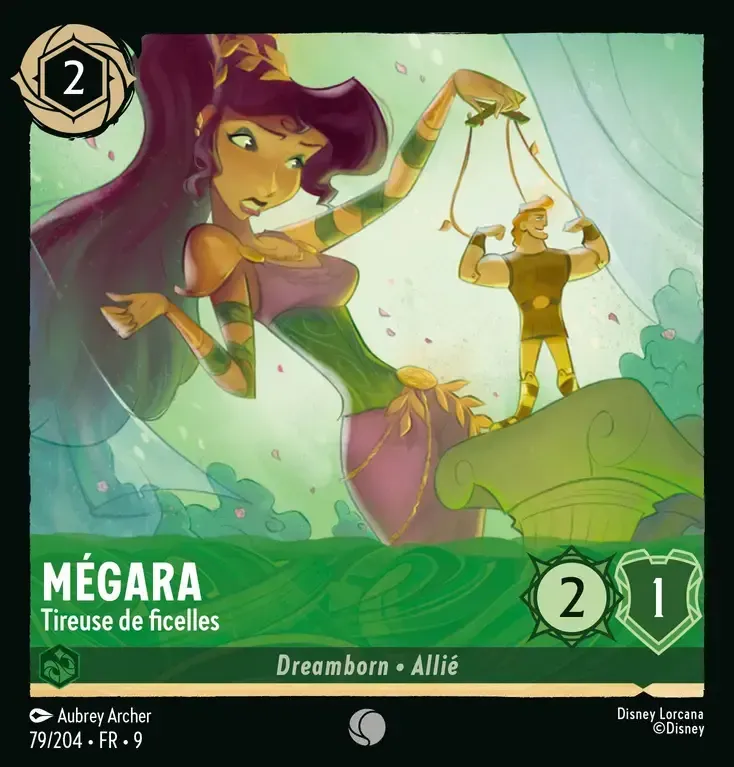 2
MÉGARA
Tireuse de ficelles
2
1
Dreamborn • Allié
Aubrey Archer
79/204 • FR • 9
Disney Lorcana
©Disney